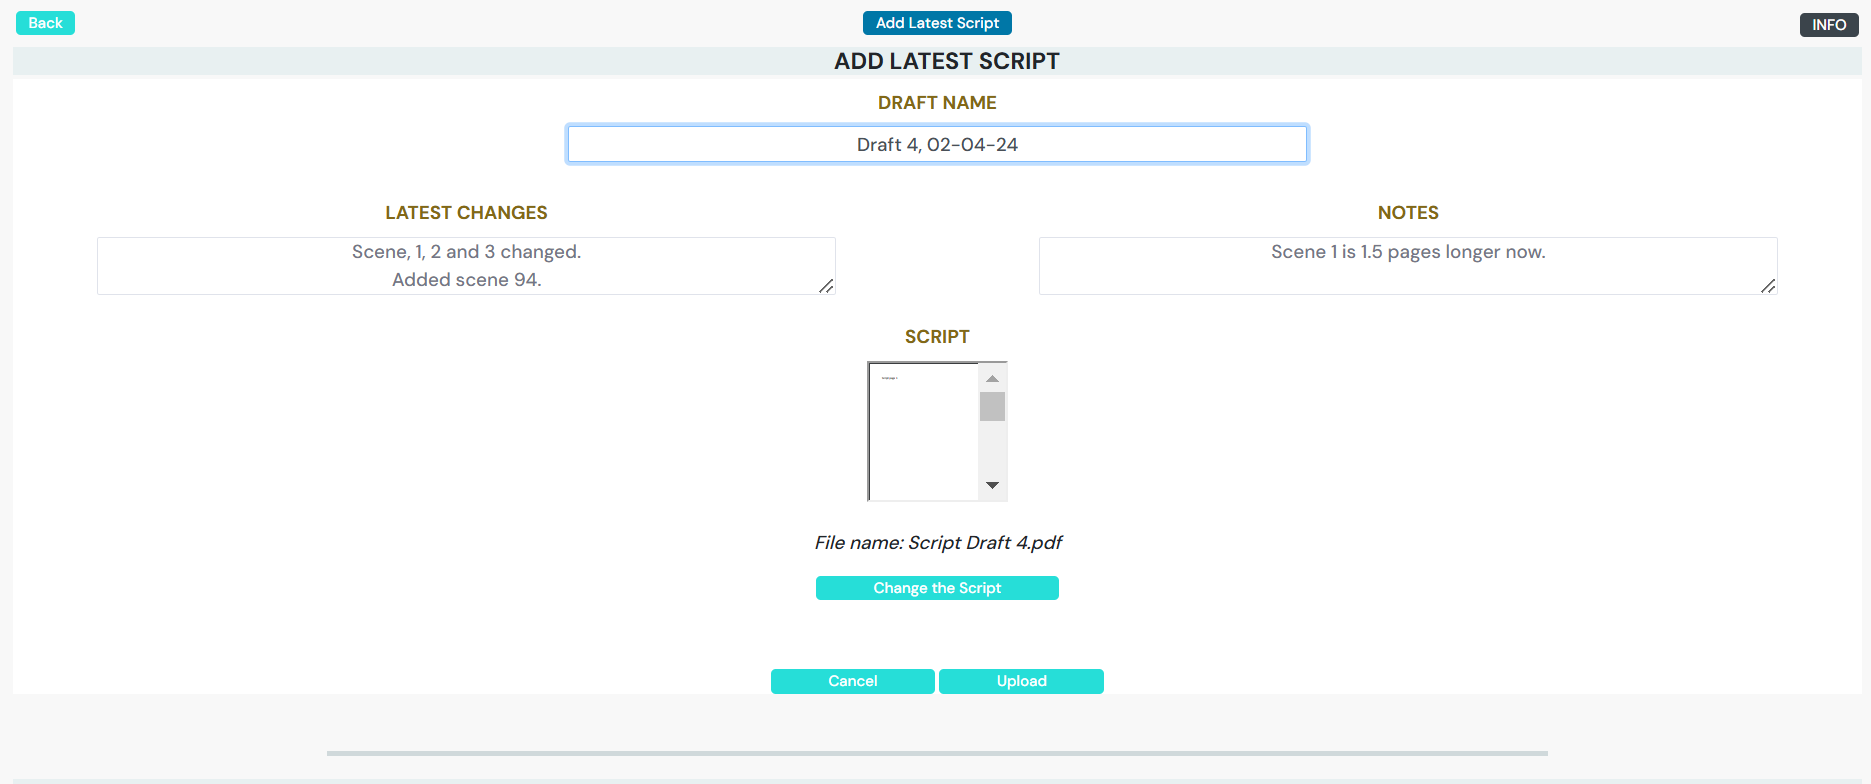 Back
Add Latest Script
INFO
ADD LATEST SCRIPT
DRAFT NAME
Draft 4, 02-04-24
LATEST CHANGES
NOTES
Scene, 1, 2 and 3 changed.
Added scene 94.
Scene 1 is 1.5 pages longer now.
SCRIPT
File name: Script Draft 4.pdf
Change the Script
Cancel
Upload